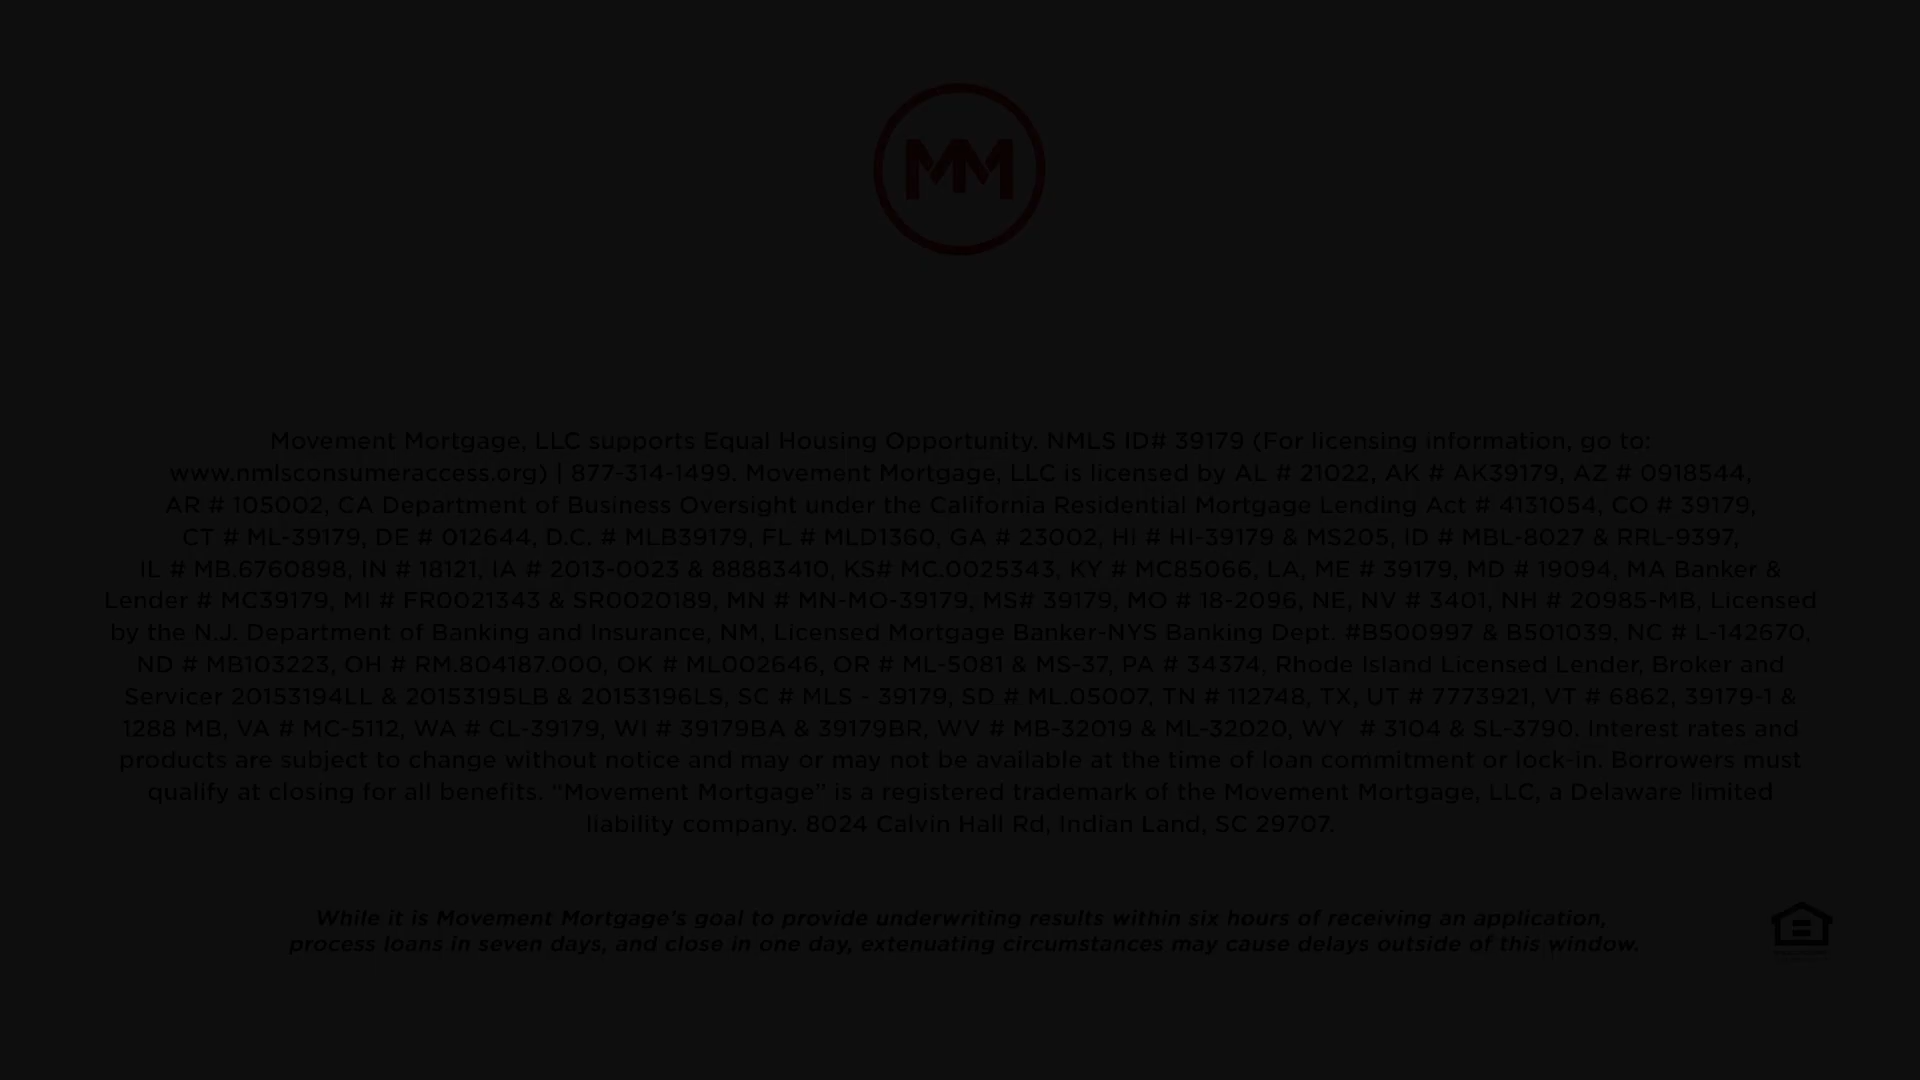 MM
Movement Mortgage, LLC supports Equal Housing Opportunity. NMLS ID# 39179 (For licensing information, go to:
www.nmlsconsumeraccess.org) | 877-314-1499. Movement Mortgage, LLC is licensed by AL # 21022, AK # AK39179, AZ # 0918544,
AR # 105002, CA Department of Business Oversight under the California Residential Mortgage Lending Act # 4131054, CO # 39179,
CT # ML-39179, DE # 012644, D.C. # MLB39179, FL # MLD1360, GA # 23002, HI # HI-39179 & MS205, ID # MBL-8027 & RRL-9397,
IL # MB.6760898, IN # 18121, IA # 2013-0023 & 88883410, KS# MC.0025343, KY # MC85066, LA, ME # 39179, MD # 19094, MA Banker &
Lender # MC39179, MI # FR0021343 & SR0020189, MN # MN-MO-39179, MS# 39179, MO # 18-2096, NE, NV # 3401, NH # 20985-MB, Licensed
by the N.J. Department of Banking and Insurance, NM, Licensed Mortgage Banker-NYS Banking Dept. #B500997 & B501039, NC # L-142670,
ND # MB103223, OH # RM.804187.000, OK # ML002646, OR # ML-5081 & MS-37, PA # 34374, Rhode Island Licensed Lender, Broker and
Servicer 20153194LL & 20153195LB & 20153196LS, SC # MLS - 39179, SD # ML.05007, TN # 112748, TX, UT # 7773921, VT # 6862, 39179-1 &
1288 MB, VA # MC-5112, WA # CL-39179, WI # 39179BA & 39179BR, WV # MB-32019 & ML-32020, WY  # 3104 & SL-3790. Interest rates and
products are subject to change without notice and may or may not be available at the time of loan commitment or lock-in. Borrowers must
qualify at closing for all benefits. “Movement Mortgage” is a registered trademark of the Movement Mortgage, LLC, a Delaware limited
liability company. 8024 Calvin Hall Rd, Indian Land, SC 29707.
While it is Movement Mortgage's goal to provide underwriting results within six hours of receiving an application,
process loans in seven days, and close in one day, extenuating circumstances may cause delays outside of this window.